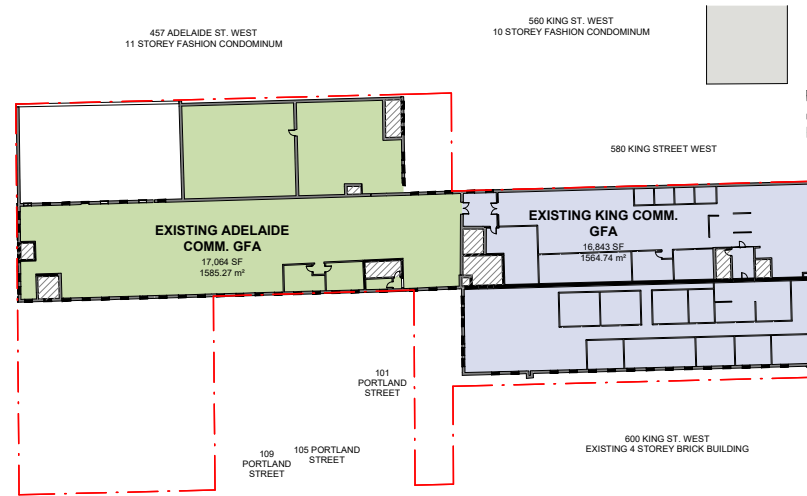 457 ADELAIDE ST. WEST
11 STOREY FASHION CONDOMINUM
560 KING ST. WEST
10 STOREY FASHION CONDOMINUM
580 KING STREET WEST
EXISTING ADELAIDE
COMM. GFA
17,064 SF
1585.27 m²
EXISTING KING COMM.
GFA
16,843 SF
1564.74 m²
101
PORTLAND
STREET
105 PORTLAND
STREET
109
PORTLAND
STREET
600 KING ST. WEST
EXISTING 4 STOREY BRICK BUILDING